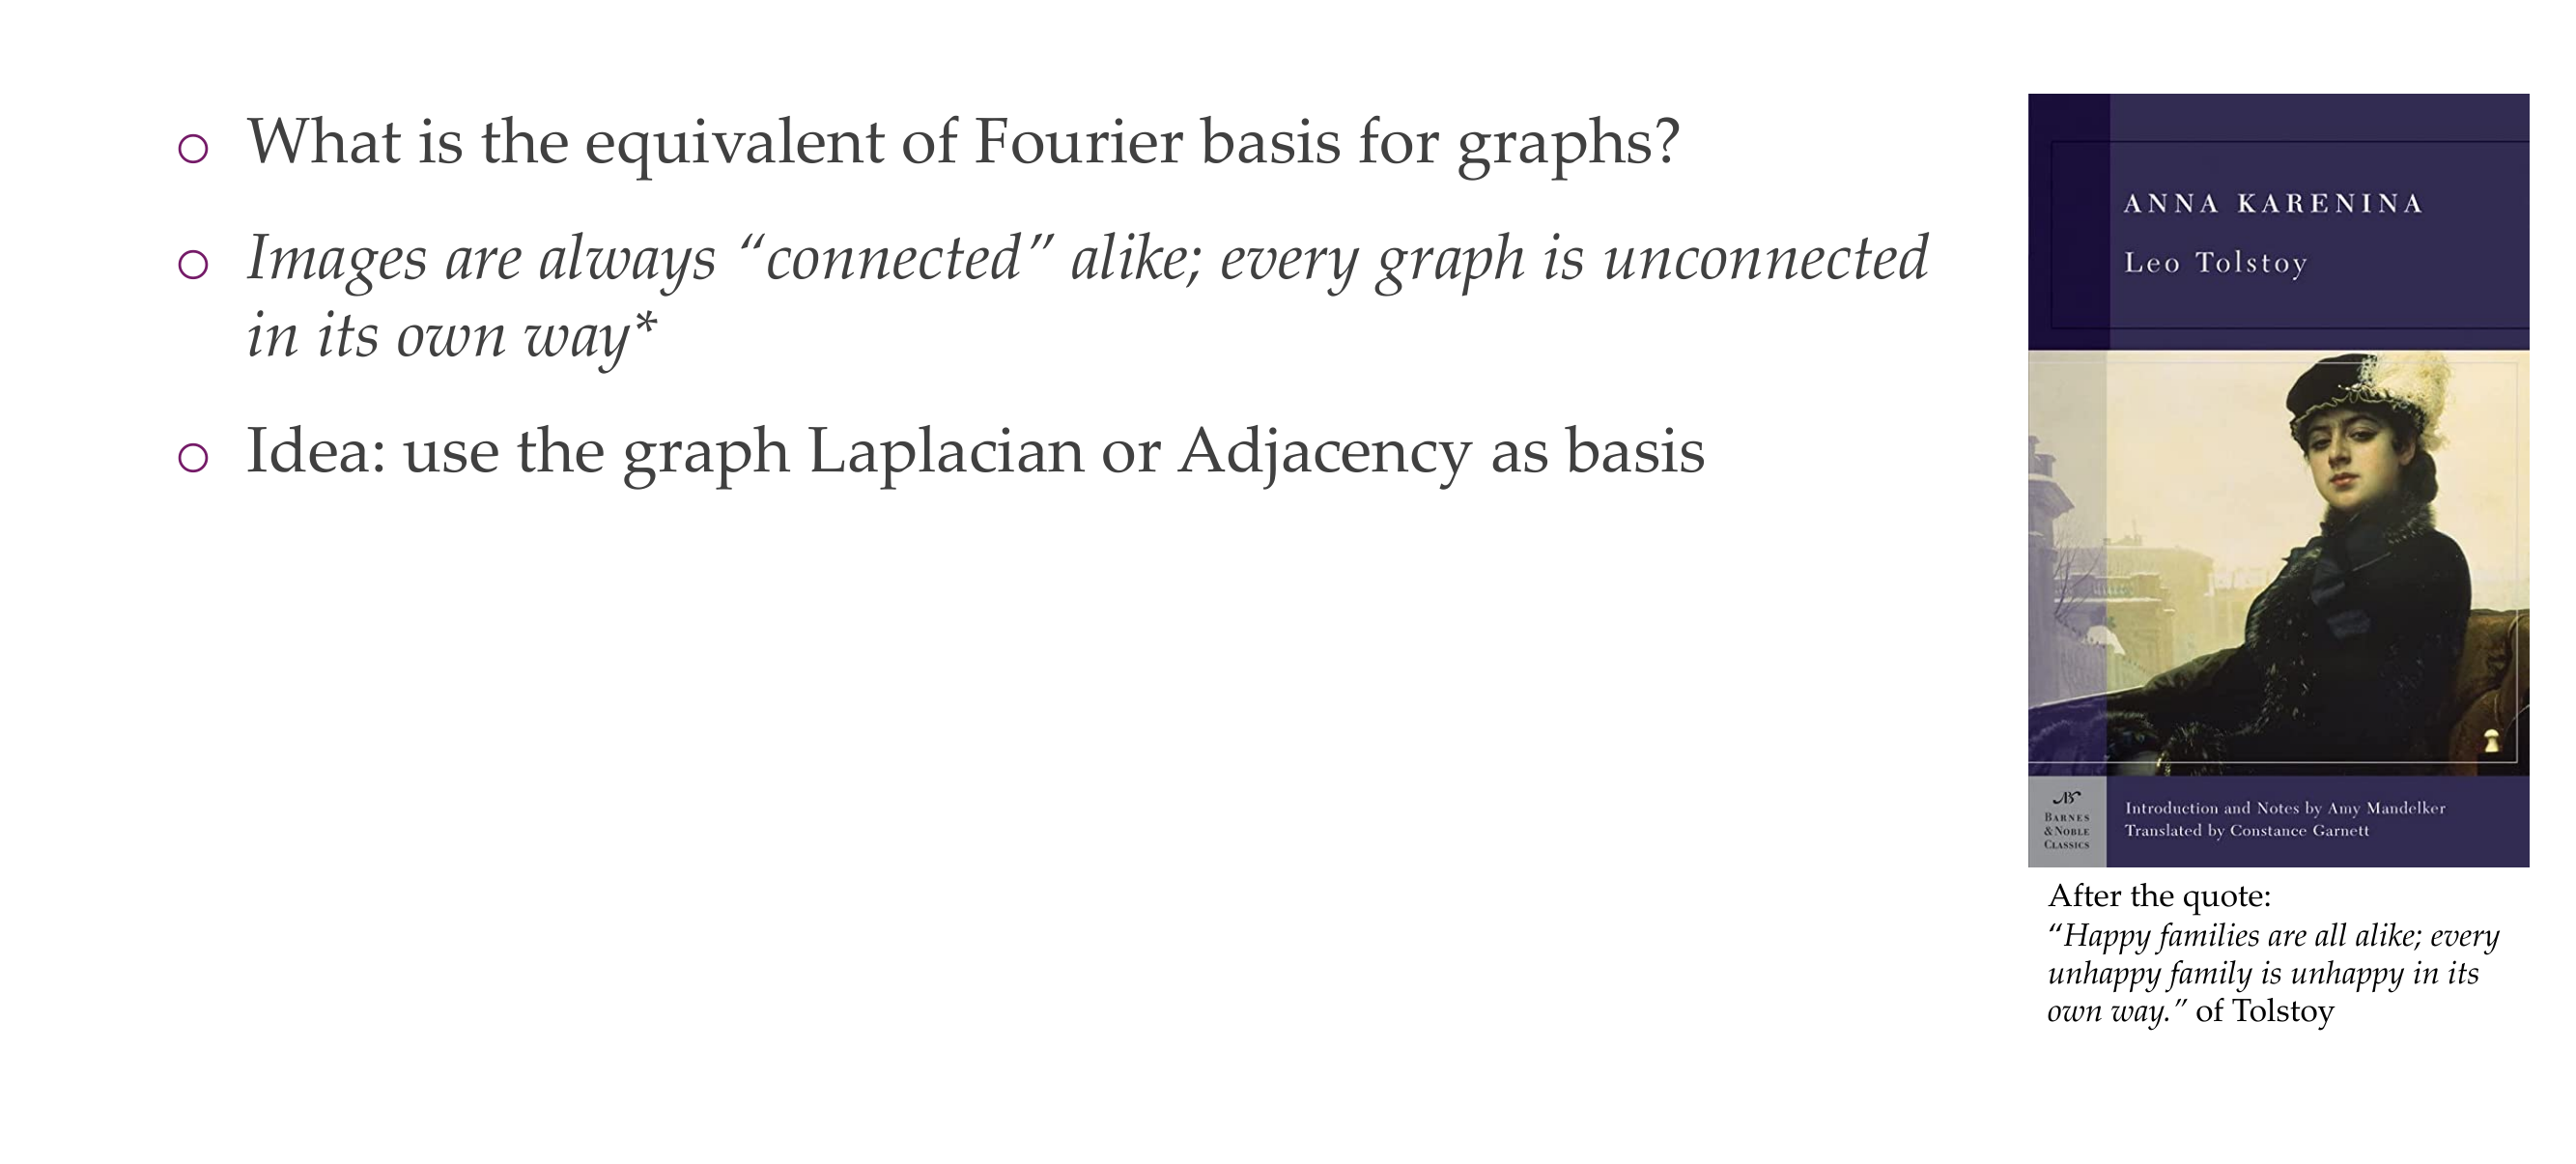 What is the equivalent of Fourier basis for graphs?
Images are always “connected” alike; every graph is unconnected
in its own way*
Idea: use the graph Laplacian or Adjacency as basis
ANNA KARENINA
Leo Tolstoy
BARNES
& NOBLE
CLASSICS
Introduction and Notes by Amy Mandelker
Translated by Constance Garnett
After the quote:
“Happy families are all alike; every
unhappy family is unhappy in its
own way.” of Tolstoy